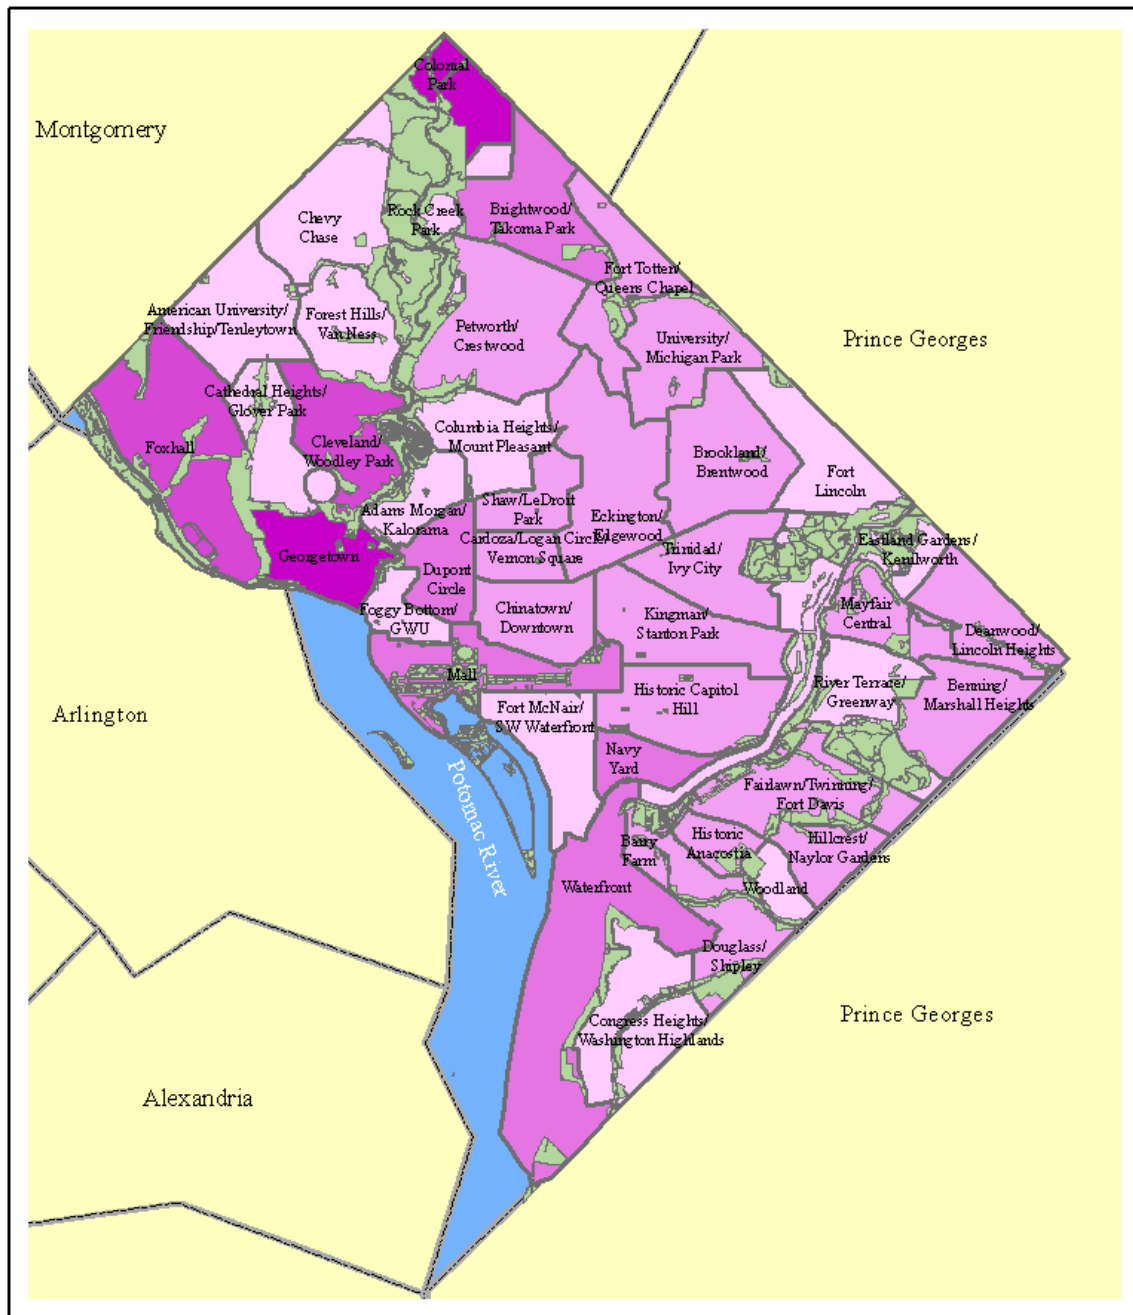 Colonial
Park
Montgomery
Rock Creek
Park
Brightwood/
Takoma Park
Chevy
Chase
Fort Totten/
Queens Chapel
American University/
Friendship/Tenleytown
Forest Hills/
Van Ness
Petworth/
Crestwood
University/
Michigan Park
Prince Georges
Cathedral Heights/
Glover Park
Foxhall
Cleveland/
Woodley Park
Columbia Heights/
Mount Pleasant
Brookland/
Brentwood
Fort
Lincoln
Adams Morgan/
Kalorama
Shaw/LeDroit
Park
Eckington/
Edgewood
Cardoza/Logan Circle/
Vernon Square
Trinidad/
Ivy City
Eastland Gardens/
Kenilworth
Georgetown
Dupont
Circle
Foggy Bottom/
GWU
Chinatown/
Downtown
Kingman/
Stanton Park
Mayfair
Central
Deanwood/
Lincoln Heights
Mall
Historic Capitol
Hill
River Terrace/
Greenway
Benning/
Marshall Heights
Arlington
Fort McNair/
SW Waterfront
Navy
Yard
Potomac River
Fairlawn/Twinning/
Fort Davis
Barry
Farm
Historic
Anacostia
Hillcrest/
Naylor Gardens
Waterfront
Woodland
Douglass/
Shipley
Congress Heights/
Washington Highlands
Prince Georges
Alexandria